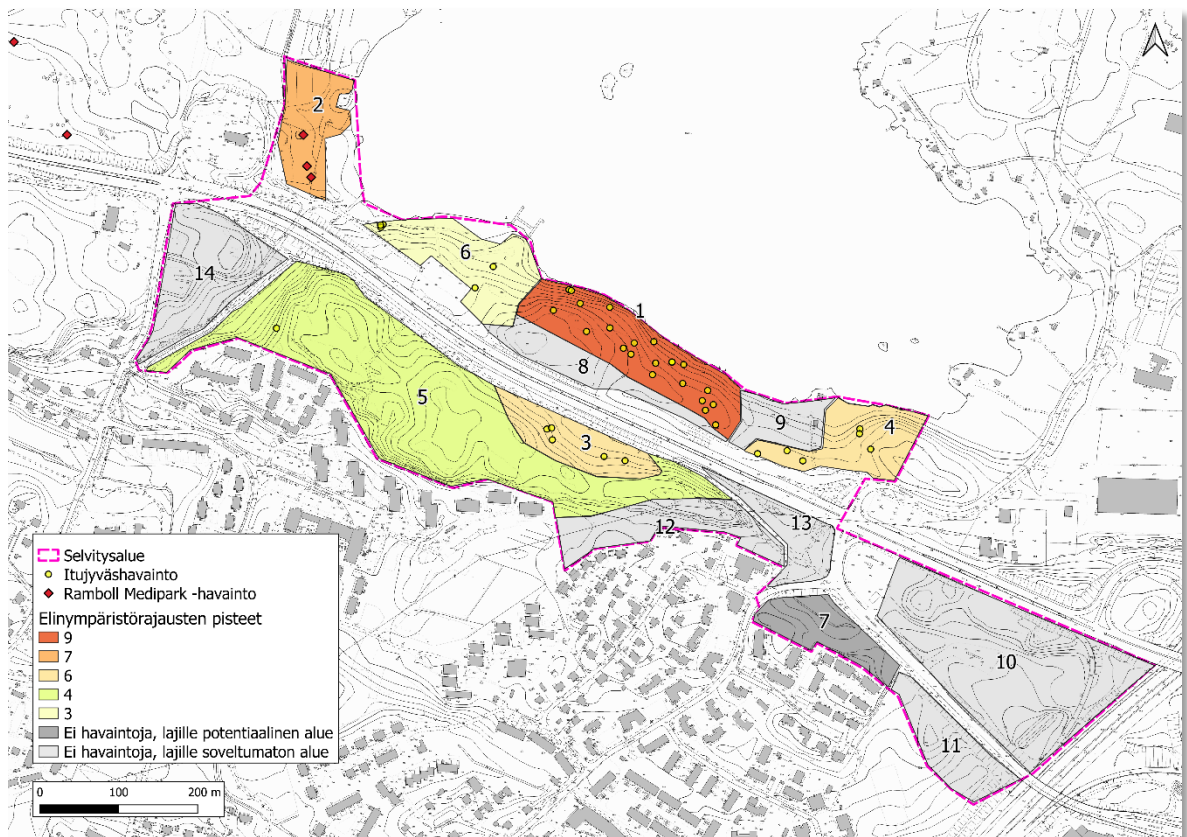 2
6
14
1
8
5
3
9
4
12
13
7
10
11
Selvitysalue
Itujyväshavainto
Ramboll Medipark -havainto
Elinympäristörajausten pisteet
9
7
6
4
3
Ei havaintoja, lajille potentiaalinen alue
Ei havaintoja, lajille soveltumaton alue
0 100 200 m